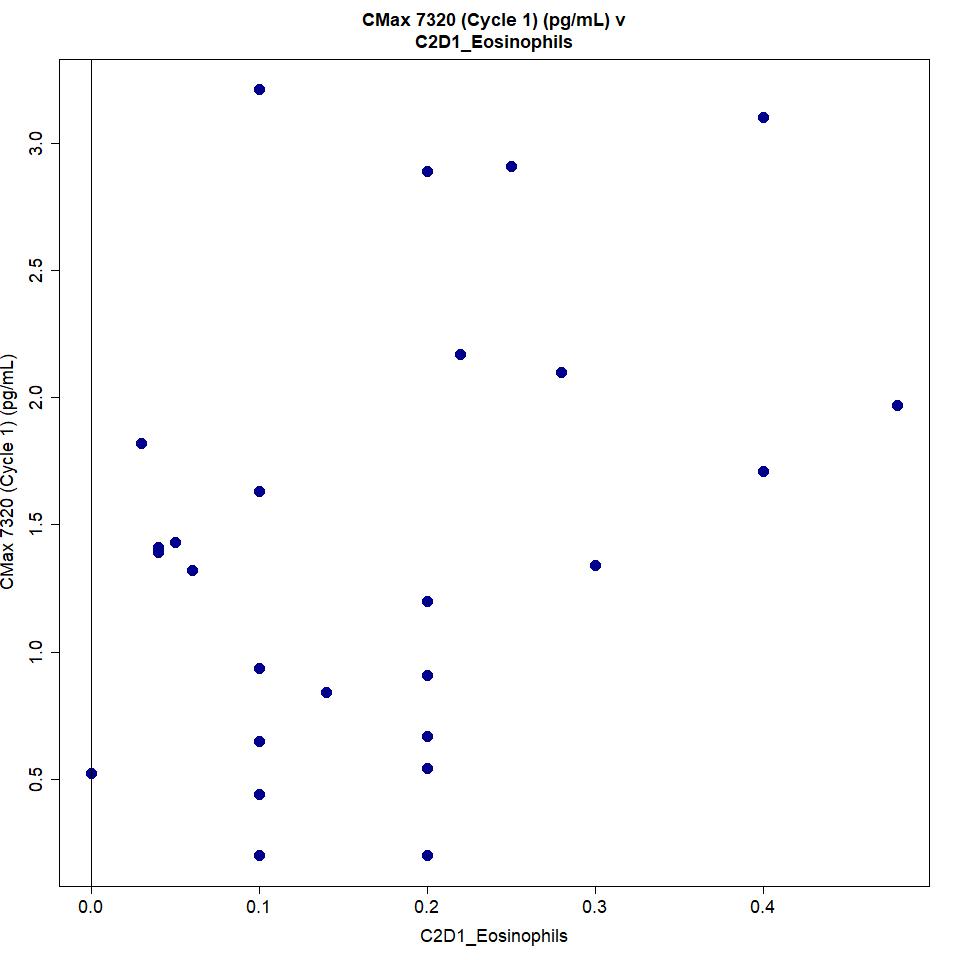 CMax 7320 (Cycle 1) (pg/mL) v
C2D1_Eosinophils
CMax 7320 (Cycle 1) (pg/mL)
3.0
2.5
2.0
1.5
1.0
0.5
0.0
0.1
0.2
0.3
0.4
C2D1_Eosinophils